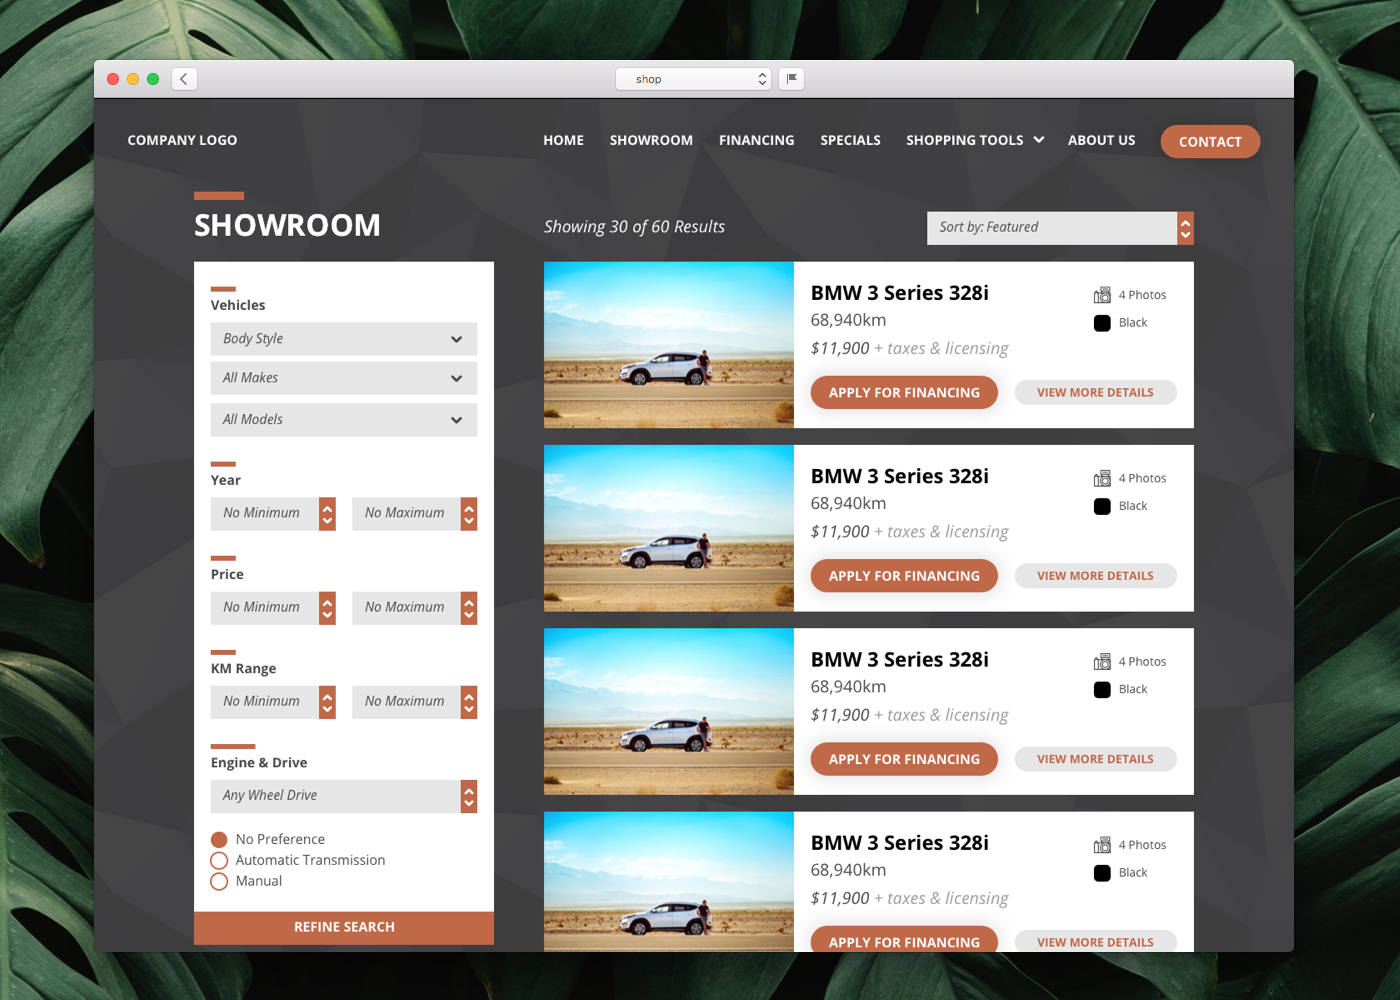 shop
COMPANY LOGO
HOME SHOWROOM FINANCING SPECIALS SHOPPING TOOLS ABOUT US CONTACT
SHOWROOM
Vehicles
Body Style
All Makes
All Models
Year
No Minimum No Maximum
Price
No Minimum No Maximum
KM Range
No Minimum No Maximum
Engine & Drive
Any Wheel Drive
No Preference
Automatic Transmission
Manual
REFINE SEARCH
Showing 30 of 60 Results
Sort by: Featured
BMW 3 Series 328i
68,940km
$11,900 + taxes & licensing
4 Photos
Black
APPLY FOR FINANCING VIEW MORE DETAILS
BMW 3 Series 328i
68,940km
$11,900 + taxes & licensing
4 Photos
Black
APPLY FOR FINANCING VIEW MORE DETAILS
BMW 3 Series 328i
68,940km
$11,900 + taxes & licensing
4 Photos
Black
APPLY FOR FINANCING VIEW MORE DETAILS
BMW 3 Series 328i
68,940km
$11,900 + taxes & licensing
4 Photos
Black
APPLY FOR FINANCING VIEW MORE DETAILS